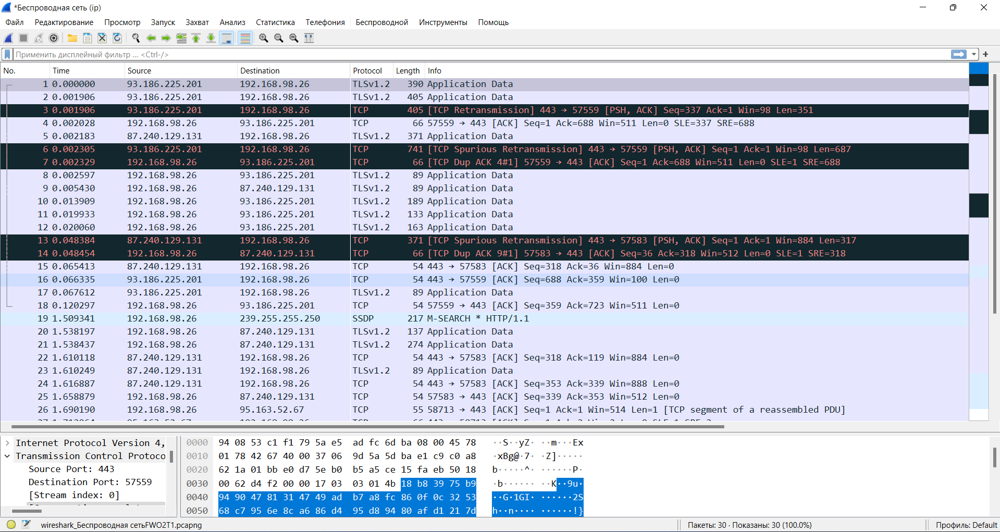 *Беспроводная сеть (ip)
Файл Редактирование Просмотр Запуск Захват Анализ Статистика Телефония Беспроводной Инструменты Помощь
Применить дисплейный фильтр ... <Ctrl-/>
No. Time Source Destination Protocol Length Info
1 0.000000 93.186.225.201 192.168.98.26 TLSv1.2 390 Application Data
2 0.001906 93.186.225.201 192.168.98.26 TLSv1.2 405 Application Data
3 0.001906 93.186.225.201 192.168.98.26 TCP 405 [TCP Retransmission] 443 → 57559 [PSH, ACK] Seq=337 Ack=1 Win=98 Len=351
4 0.002028 192.168.98.26 93.186.225.201 TCP 66 57559 → 443 [ACK] Seq=1 Ack=688 Win=511 Len=0 SLE=337 SRE=688
5 0.002183 87.240.129.131 192.168.98.26 TLSv1.2 371 Application Data
6 0.002305 93.186.225.201 192.168.98.26 TCP 741 [TCP Spurious Retransmission] 443 → 57559 [PSH, ACK] Seq=1 Ack=1 Win=98 Len=687
7 0.002329 192.168.98.26 93.186.225.201 TCP 66 [TCP Dup ACK 4#1] 57559 → 443 [ACK] Seq=1 Ack=688 Win=511 Len=0 SLE=1 SRE=688
8 0.002597 192.168.98.26 93.186.225.201 TLSv1.2 89 Application Data
9 0.005430 192.168.98.26 87.240.129.131 TLSv1.2 89 Application Data
10 0.013909 192.168.98.26 93.186.225.201 TLSv1.2 189 Application Data
11 0.019933 192.168.98.26 93.186.225.201 TLSv1.2 133 Application Data
12 0.020060 192.168.98.26 93.186.225.201 TLSv1.2 163 Application Data
13 0.048384 87.240.129.131 192.168.98.26 TCP 371 [TCP Spurious Retransmission] 443 → 57583 [PSH, ACK] Seq=1 Ack=1 Win=884 Len=317
14 0.048454 192.168.98.26 87.240.129.131 TCP 66 [TCP Dup ACK 9#1] 57583 → 443 [ACK] Seq=36 Ack=318 Win=512 Len=0 SLE=1 SRE=318
15 0.065413 87.240.129.131 192.168.98.26 TCP 54 443 → 57583 [ACK] Seq=318 Ack=36 Win=884 Len=0
16 0.066335 93.186.225.201 192.168.98.26 TCP 54 443 → 57559 [ACK] Seq=688 Ack=359 Win=100 Len=0
17 0.067612 93.186.225.201 192.168.98.26 TLSv1.2 89 Application Data
18 0.120297 192.168.98.26 93.186.225.201 TCP 54 57559 → 443 [ACK] Seq=359 Ack=723 Win=511 Len=0
19 1.509341 192.168.98.26 239.255.255.250 SSDP 217 M-SEARCH * HTTP/1.1
20 1.538197 192.168.98.26 87.240.129.131 TLSv1.2 137 Application Data
21 1.538437 192.168.98.26 87.240.129.131 TLSv1.2 274 Application Data
22 1.610118 87.240.129.131 192.168.98.26 TCP 54 443 → 57583 [ACK] Seq=318 Ack=119 Win=884 Len=0
23 1.610249 87.240.129.131 192.168.98.26 TLSv1.2 89 Application Data
24 1.616887 87.240.129.131 192.168.98.26 TCP 54 443 → 57583 [ACK] Seq=353 Ack=339 Win=888 Len=0
25 1.658879 192.168.98.26 87.240.129.131 TCP 54 57583 → 443 [ACK] Seq=339 Ack=353 Win=512 Len=0
26 1.690190 192.168.98.26 95.163.52.67 TCP 55 58713 → 443 [ACK] Seq=1 Ack=1 Win=514 Len=1 [TCP segment of a reassembled PDU]
Internet Protocol Version 4,
Transmission Control Protoco
Source Port: 443
Destination Port: 57559
[Stream index: 0]
0000 94 08 53 c1 f1 79 5a e5 ad fc 6d ba 08 00 45 78 ··S··yZ· ··m···Ex
0010 01 78 42 67 40 00 37 06 9d 5a 5d ba e1 c9 c0 a8 ·xBg@·7· ·Z]·····
0020 62 1a 01 bb e0 d7 5e b0 b5 a5 ce 15 fa eb 50 18 b·····^· ······P·
0030 00 62 d4 f2 00 00 17 03 03 01 4b 18 b8 39 75 b9 ·b······ ··K··9u·
0040 94 90 47 81 31 47 49 ad b7 a8 fc 86 0f 0c 32 53 ··G·1GI· ······2S
0050 68 c7 95 6e 8c a6 86 d4 95 d8 94 80 af d1 21 7d h··n···· ······!}
wireshark_Беспроводная сетьFWO2T1.pcapng
Пакеты: 30 · Показаны: 30 (100.0%)
Профиль: Default